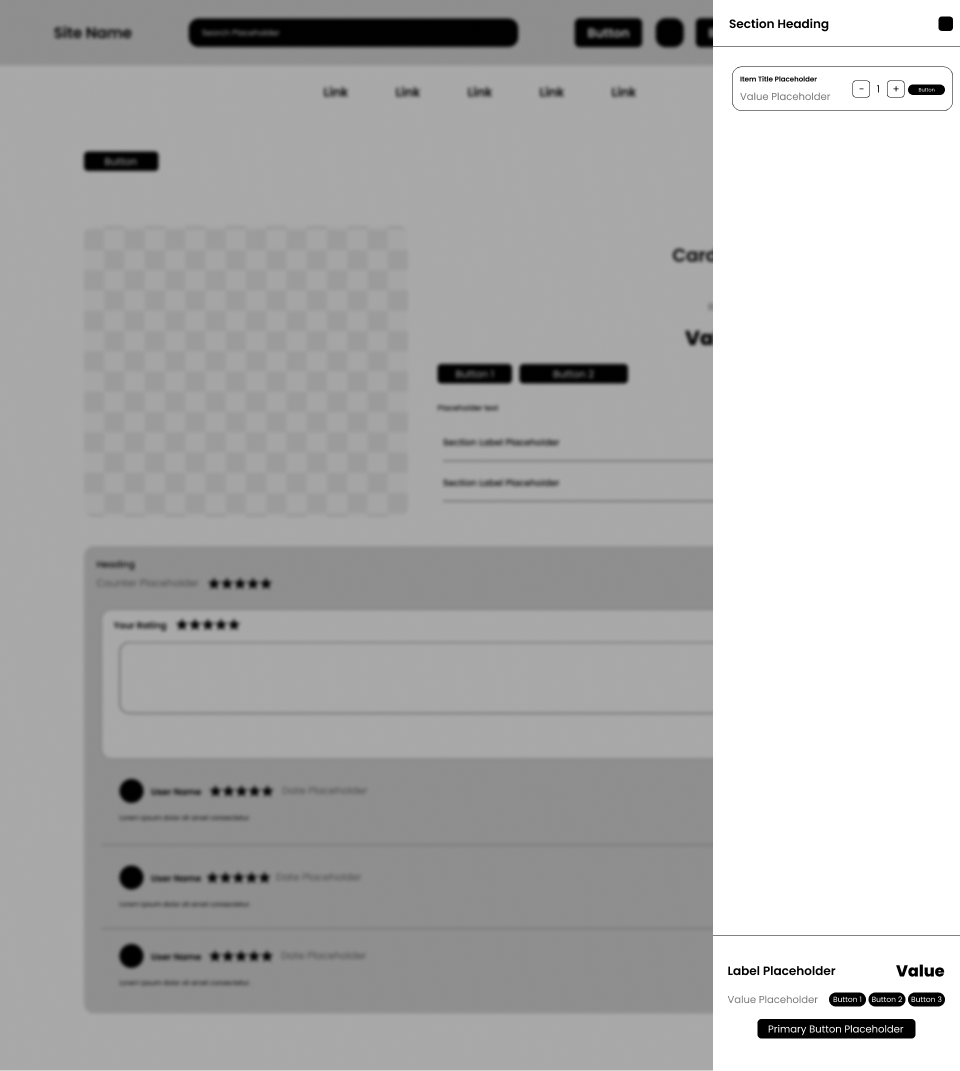 Site Name
Search Placeholder
Button
Link Link Link Link Link
Button
Button 1 Button 2
Placeholder text
Section Label Placeholder
Section Label Placeholder
Heading
Counter Placeholder
Your Rating
User Name Date Placeholder
Lorem ipsum dolor sit amet consectetur
User Name Date Placeholder
Lorem ipsum dolor sit amet consectetur
User Name Date Placeholder
Lorem ipsum dolor sit amet consectetur
Section Heading
Item Title Placeholder
Value Placeholder
- 1 + Button
Label Placeholder Value
Value Placeholder Button 1 Button 2 Button 3
Primary Button Placeholder